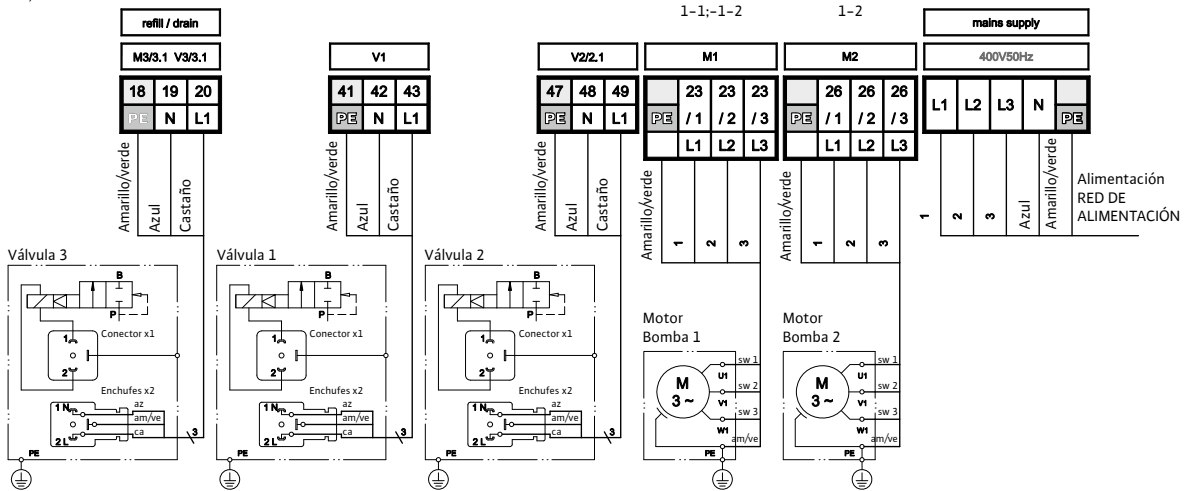 1-1;-1-2
1-2
refill / drain
mains supply
M3/3.1 V3/3.1
V1
V2/2.1
M1
M2
400V50Hz
18 19 20
PE N L1
41 42 43
PE N L1
47 48 49
PE N L1
23 23 23
PE / 1 / 2 / 3
L1 L2 L3
26 26 26
PE / 1 / 2 / 3
L1 L2 L3
L1 L2 L3 N PE
Amarillo/verde
Azul
Castaño
Amarillo/verde
Azul
Castaño
Amarillo/verde
Azul
Castaño
Amarillo/verde
1
2
3
Amarillo/verde
1
2
3
1
2
3
Azul
Amarillo/verde
Alimentación
RED DE
ALIMENTACIÓN
Válvula 3
B
P
Conector x1
1
2
Enchufes x2
1 N
2 L
az
am/ve
ca
3
PE
Válvula 1
B
P
Conector x1
1
2
Enchufes x2
1 N
2 L
az
am/ve
ca
3
PE
Válvula 2
B
P
Conector x1
1
2
Enchufes x2
1 N
2 L
az
am/ve
ca
3
PE
Motor
Bomba 1
M
3 ~
sw 1
U1
sw 2
V1
sw 3
W1
am/ve
PE
Motor
Bomba 2
M
3 ~
sw 1
U1
sw 2
V1
sw 3
W1
am/ve
PE